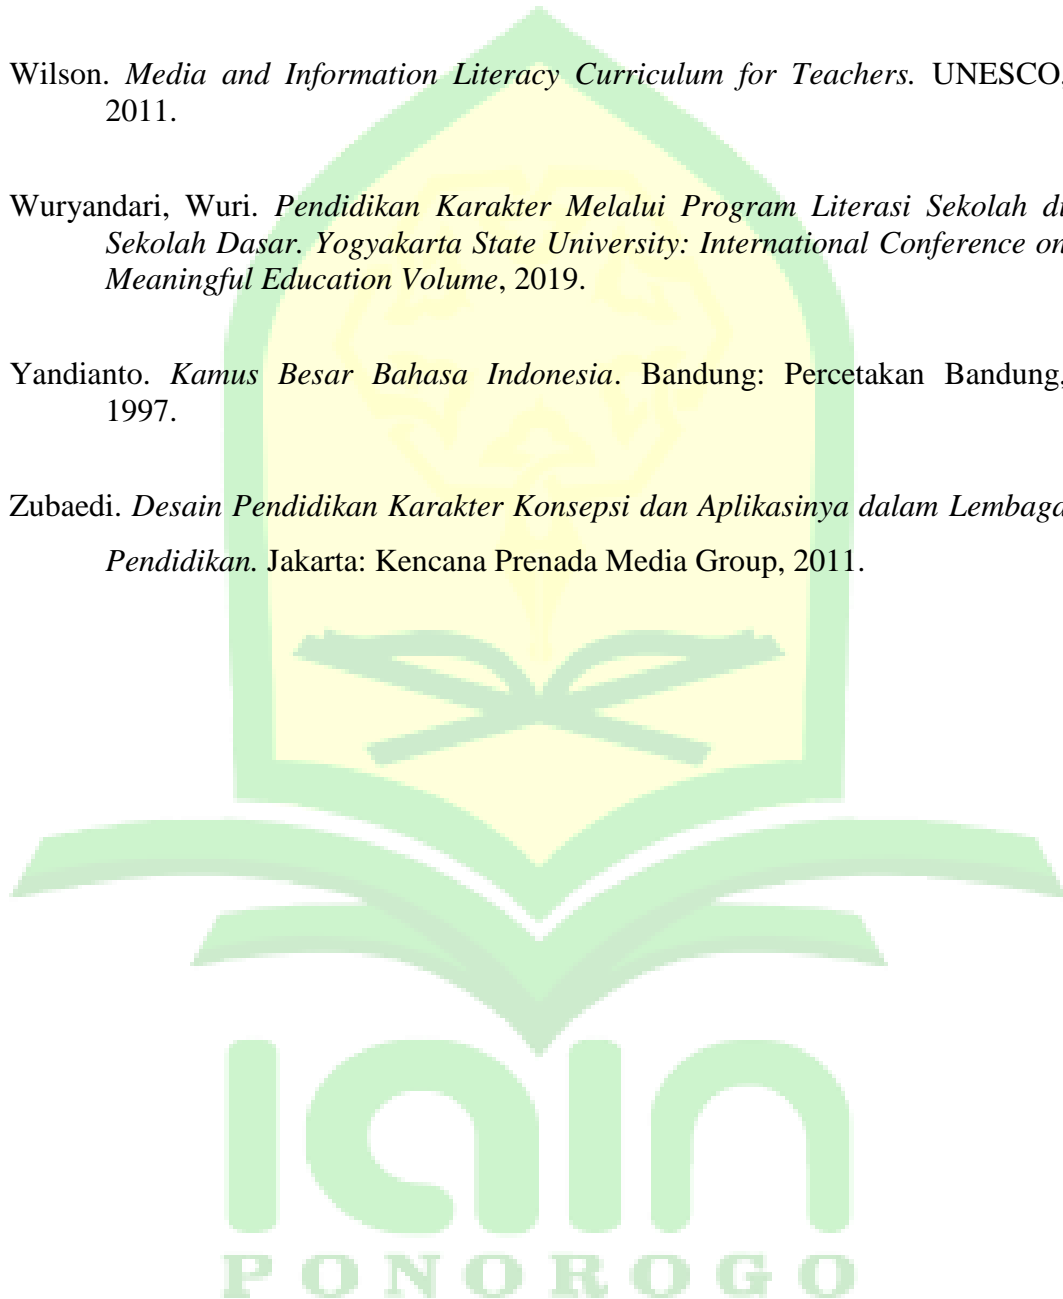 Wilson. Media and Information Literacy Curriculum for Teachers. UNESCO,
2011.
Wuryandari, Wuri. Pendidikan Karakter Melalui Program Literasi Sekolah di
Sekolah Dasar. Yogyakarta State University: International Conference on
Meaningful Education Volume, 2019.
Yandianto. Kamus Besar Bahasa Indonesia. Bandung: Percetakan Bandung,
1997.
Zubaedi. Desain Pendidikan Karakter Konsepsi dan Aplikasinya dalam Lembaga
Pendidikan. Jakarta: Kencana Prenada Media Group, 2011.
iain
PONOROGO